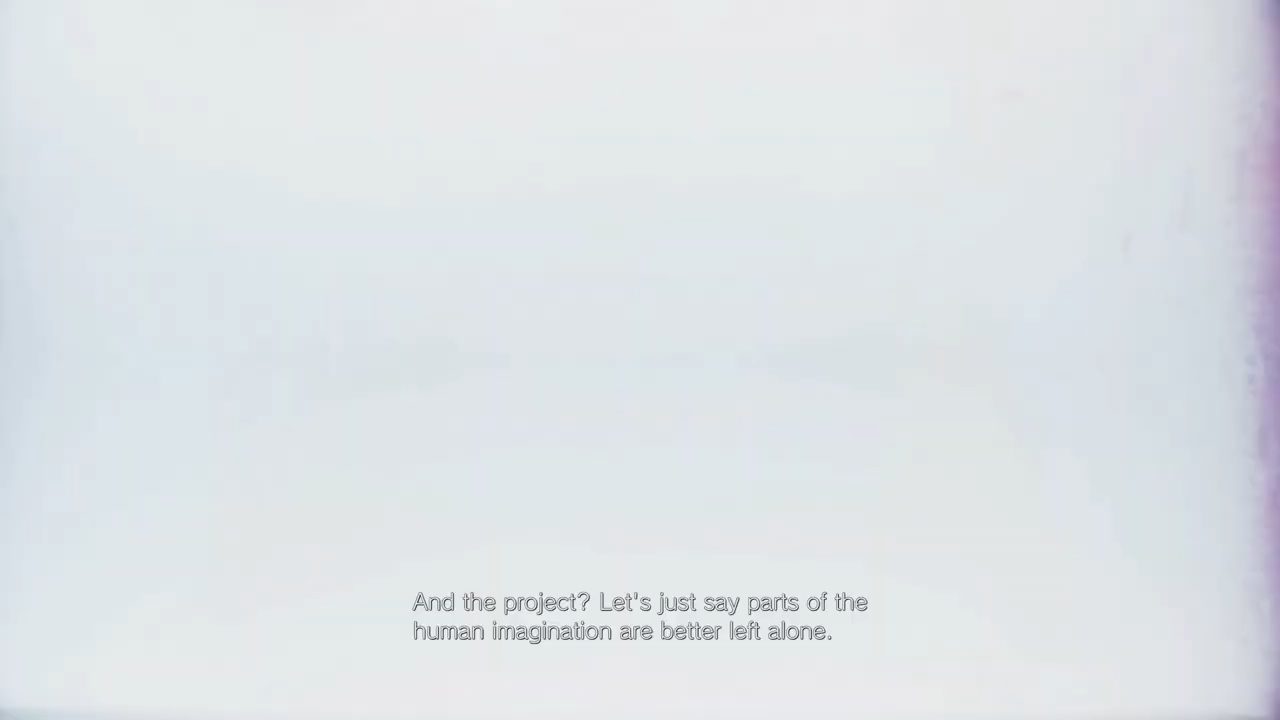 And the project? Let's just say parts of the
human imagination are better left alone.